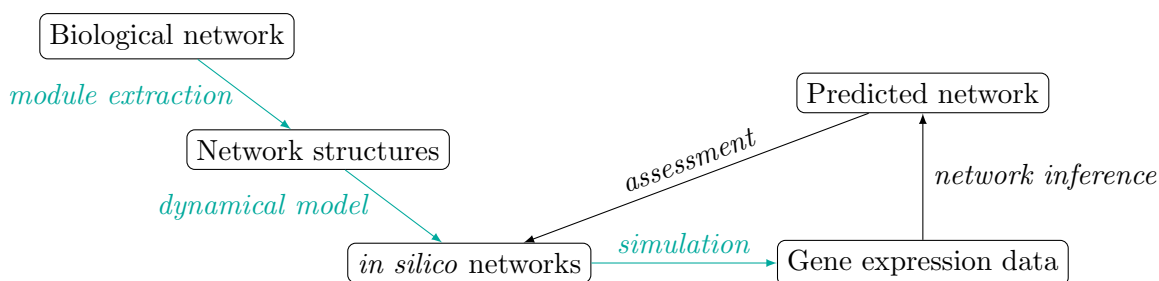 Biological network
module extraction
Predicted network
Network structures
assessment
network inference
dynamical model
simulation
in silico networks
Gene expression data